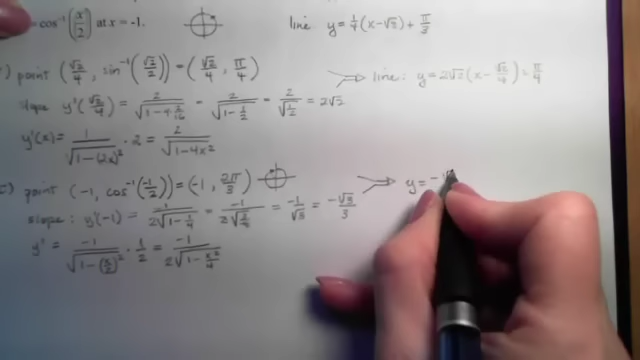 = cos⁻¹(x/2) at x = -1.
line y = 1/4(x-√2) + π/3
point (√2/4, sin⁻¹(√2/2)) = (√2/4, π/4)
line: y = 2√2(x - √2/4) = π/4
slope y'(√2/4) = 2/√(1-4·2/16) = 2/√(1-1/2) = 2/√(1/2) = 2√2
y'(x) = 1/√(1-(2x)²) · 2 = 2/√(1-4x²)
c) point (-1, cos⁻¹(-1/2)) = (-1, 2π/3)
y = -
slope: y'(-1) = -1/2√(1-1/4) = -1/2√(3/4) = -1/√3 = -√3/3
y' = -1/√(1-(x/2)²) · 1/2 = -1/2√(1-x²/4)